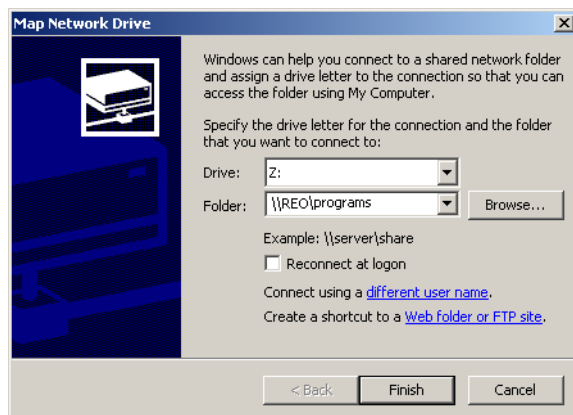 Map Network Drive
Windows can help you connect to a shared network folder
and assign a drive letter to the connection so that you can
access the folder using My Computer.
Specify the drive letter for the connection and the folder
that you want to connect to:
Drive: Z:
Folder: \\REO\programs Browse...
Example: \\server\share
Reconnect at logon
Connect using a different user name.
Create a shortcut to a Web folder or FTP site.
< Back Finish Cancel